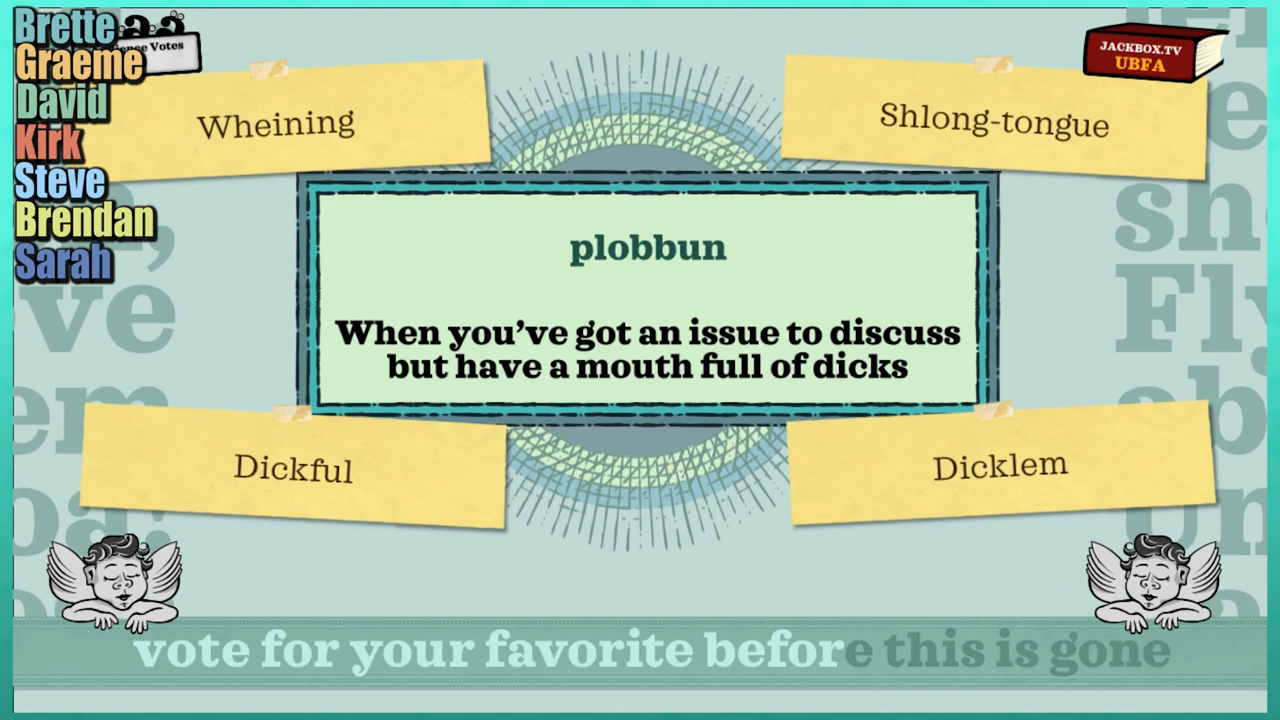 Brette
Graeme
David
Kirk
Steve
Brendan
Sarah
Votes
JACKBOX.TV
UBFA
Wheining
Shlong-tongue
plobbun
When you've got an issue to discuss
but have a mouth full of dicks
Dickful
Dicklem
vote for your favorite before this is gone